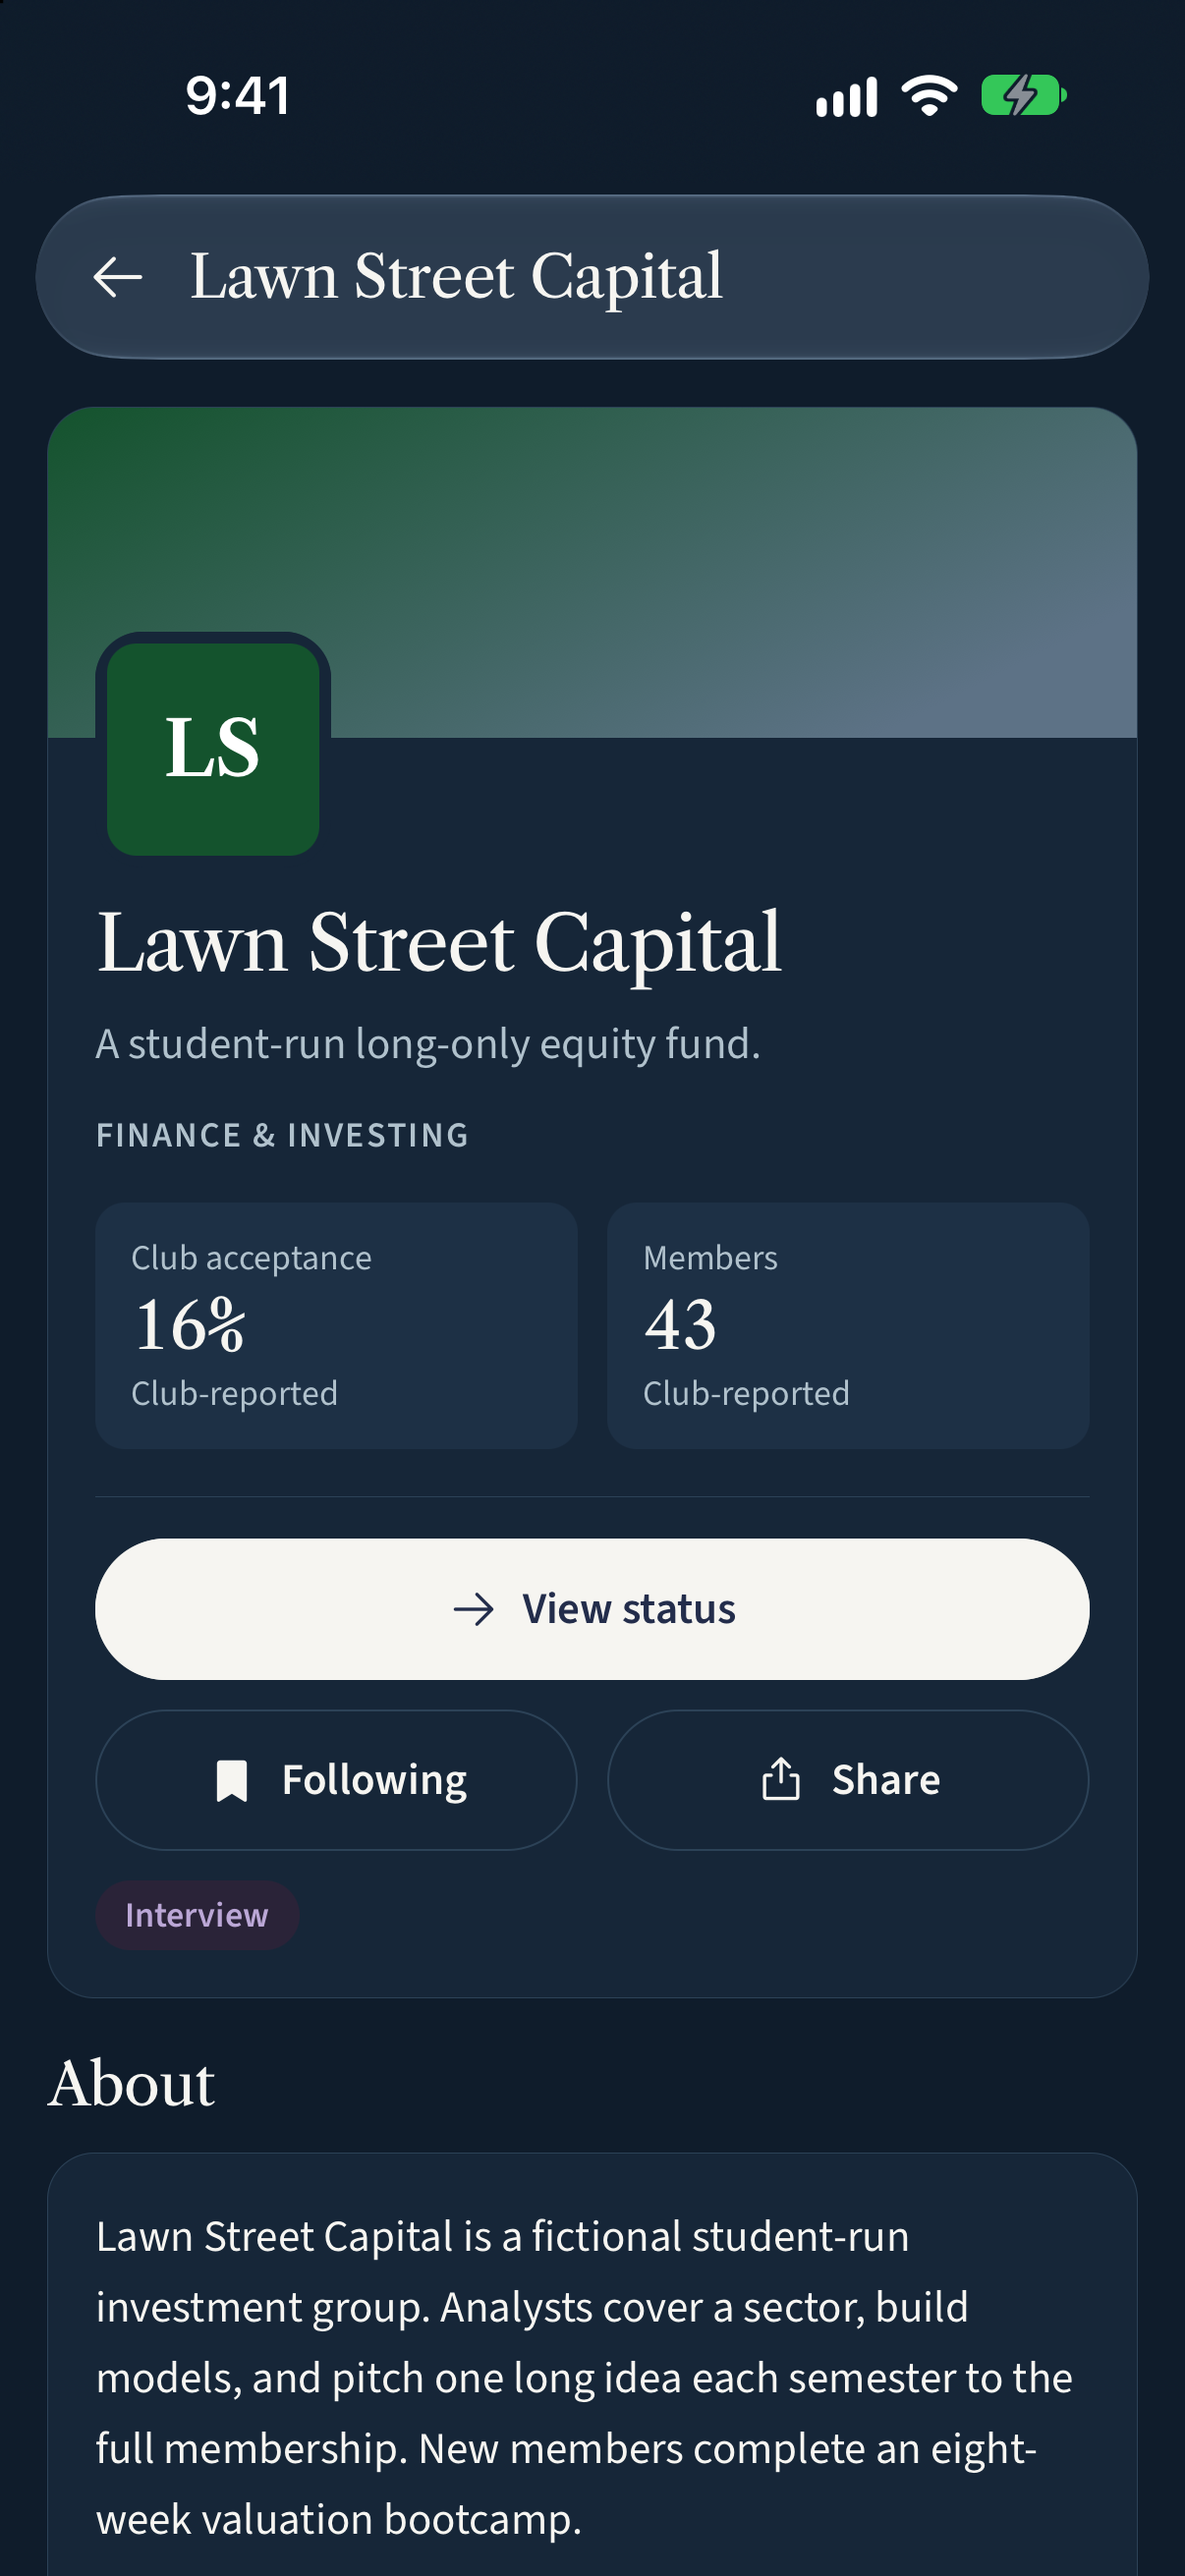 9:41
Lawn Street Capital
LS
Lawn Street Capital
A student-run long-only equity fund.
FINANCE & INVESTING
Club acceptance
16%
Club-reported
Members
43
Club-reported
View status
Following
Share
Interview
About
Lawn Street Capital is a fictional student-run
investment group. Analysts cover a sector, build
models, and pitch one long idea each semester to the
full membership. New members complete an eight-
week valuation bootcamp.